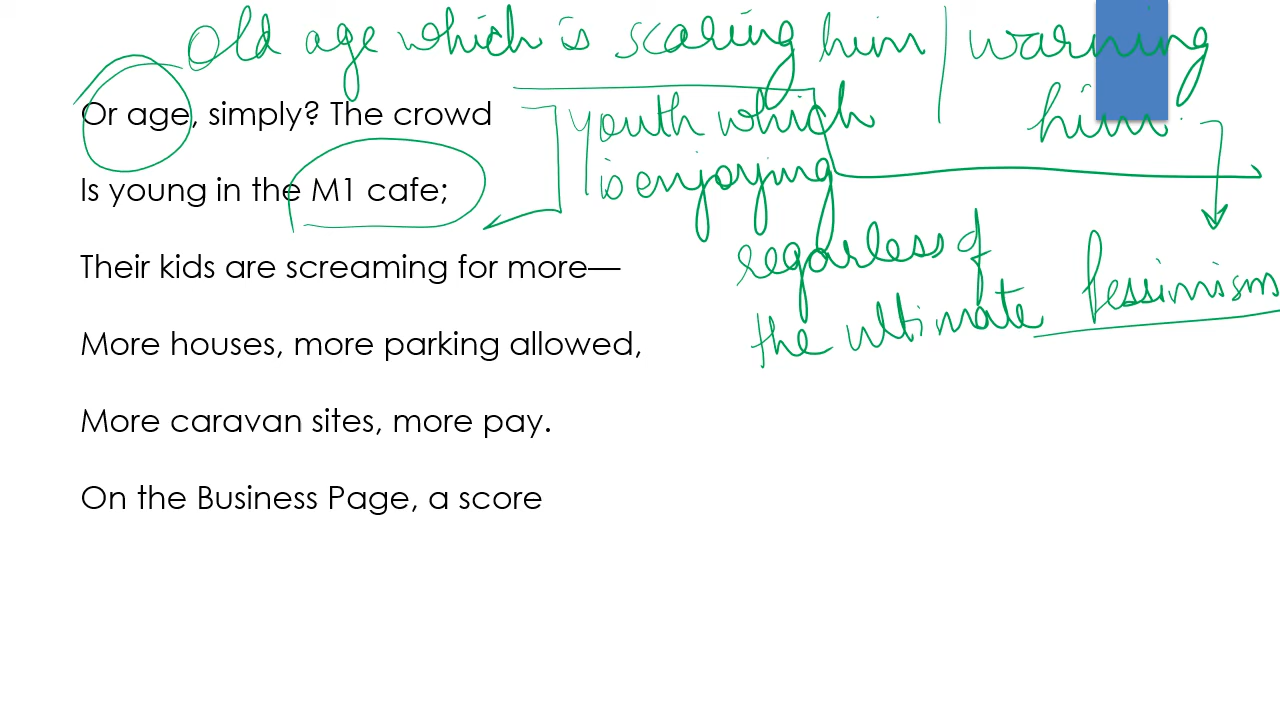 Old age which is scaring him | warning
him
Or age, simply? The crowd
youth which
is enjoying
Is young in the M1 cafe;
regarless of
the ultimate
Pessimism
Their kids are screaming for more—
More houses, more parking allowed,
More caravan sites, more pay.
On the Business Page, a score